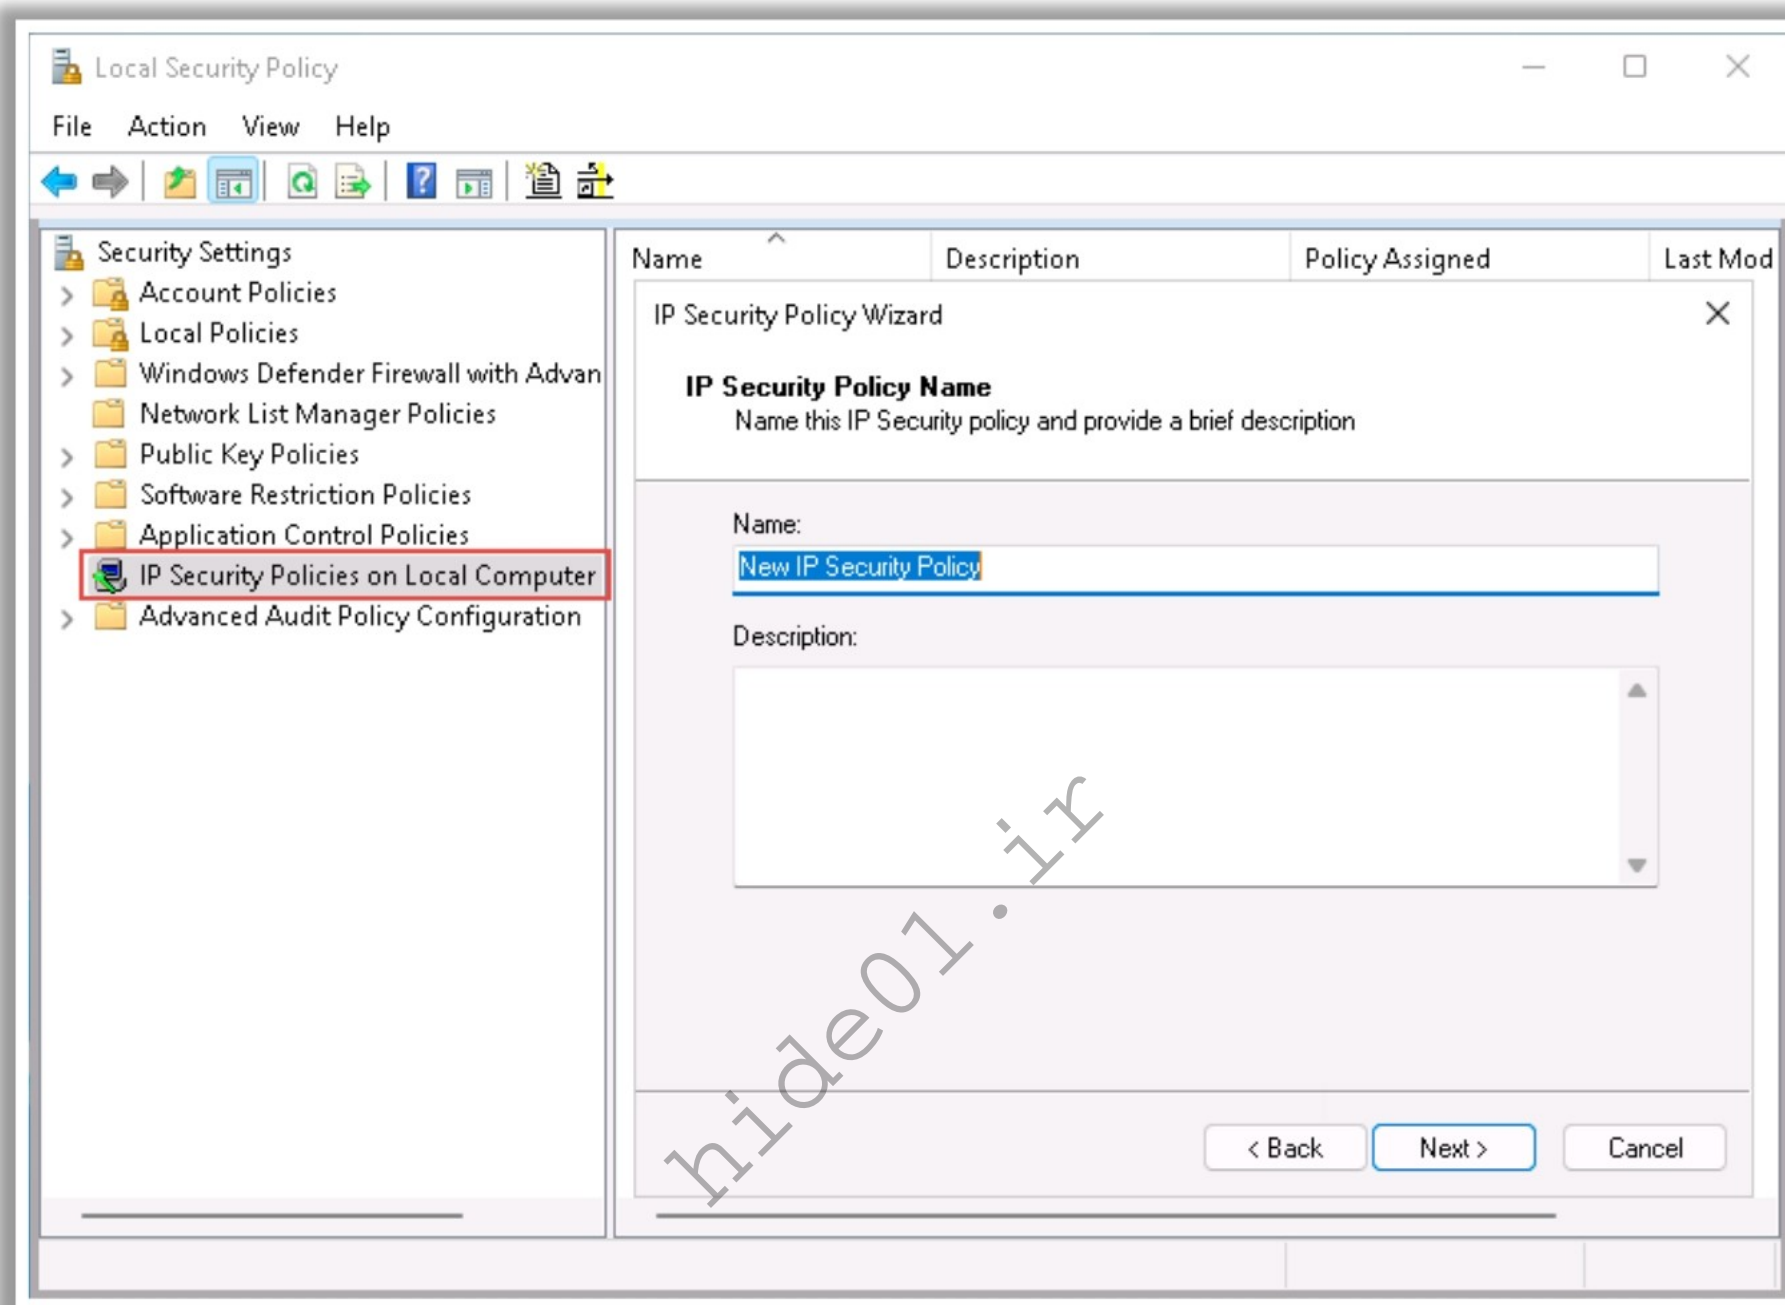 Local Security Policy
File Action View Help
Security Settings
Account Policies
Local Policies
Windows Defender Firewall with Advan
Network List Manager Policies
Public Key Policies
Software Restriction Policies
Application Control Policies
IP Security Policies on Local Computer
Advanced Audit Policy Configuration
Name Description Policy Assigned Last Mod
IP Security Policy Wizard
IP Security Policy Name
Name this IP Security policy and provide a brief description
Name:
New IP Security Policy
Description:
< Back Next > Cancel
hide01.ir